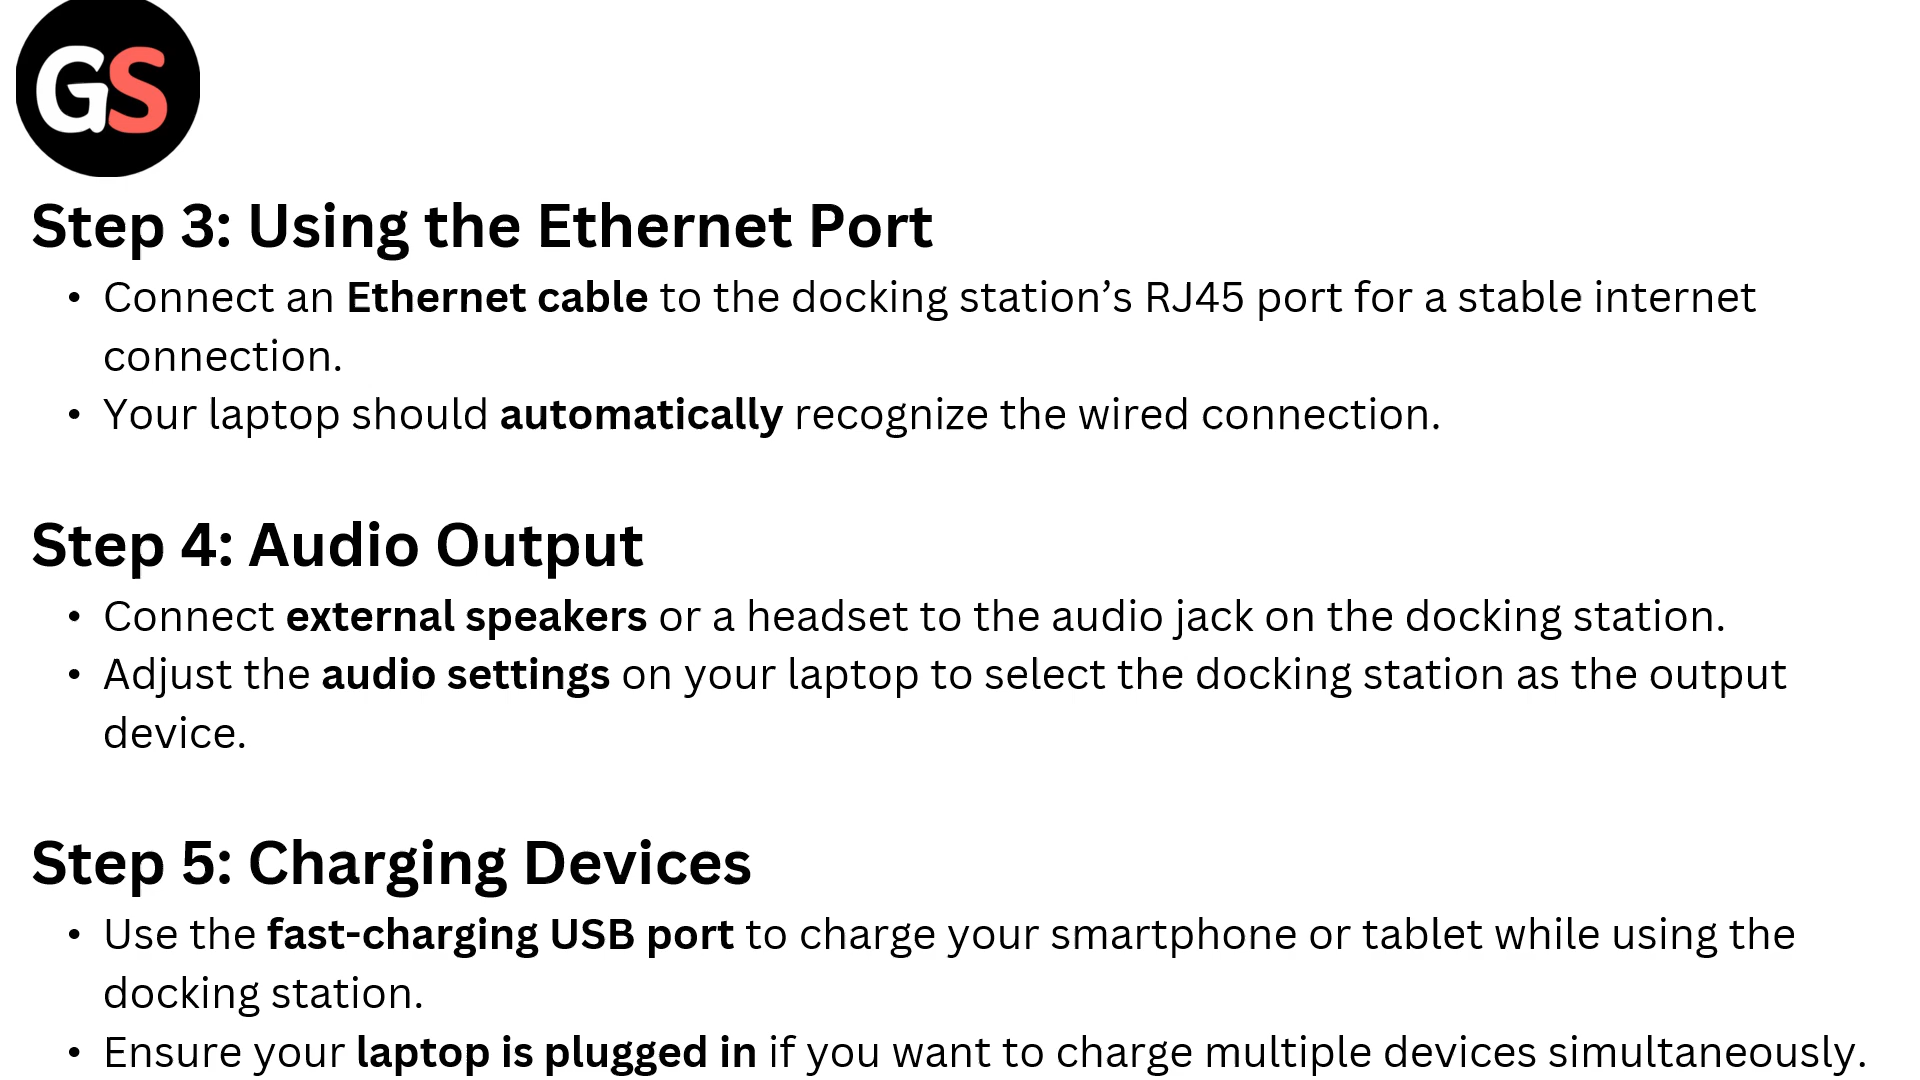 GS
Step 3: Using the Ethernet Port
• Connect an Ethernet cable to the docking station’s RJ45 port for a stable internet
connection.
• Your laptop should automatically recognize the wired connection.
Step 4: Audio Output
• Connect external speakers or a headset to the audio jack on the docking station.
• Adjust the audio settings on your laptop to select the docking station as the output
device.
Step 5: Charging Devices
• Use the fast-charging USB port to charge your smartphone or tablet while using the
docking station.
• Ensure your laptop is plugged in if you want to charge multiple devices simultaneously.